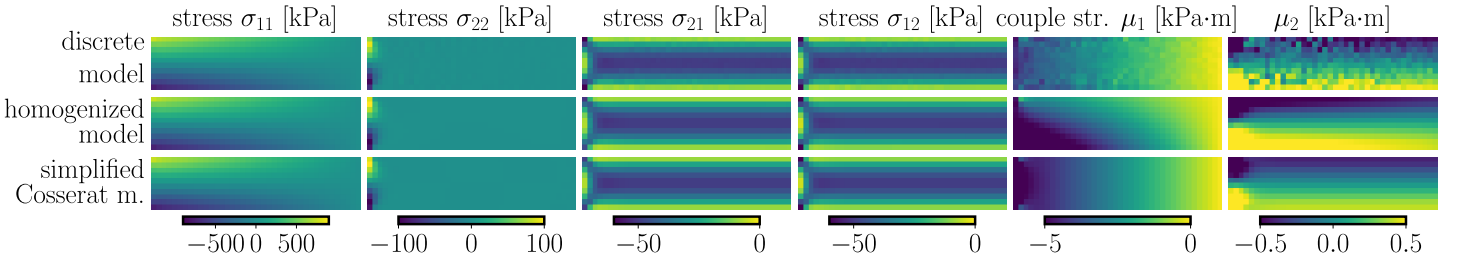 stress σ₁₁ [kPa] stress σ₂₂ [kPa] stress σ₂₁ [kPa] stress σ₁₂ [kPa] couple str. μ₁ [kPa·m] μ₂ [kPa·m]
discrete
model
homogenized
model
simplified
Cosserat m.
−500 0 500 −100 0 100 −50 0 −50 0 −5 0 −0.5 0.0 0.5